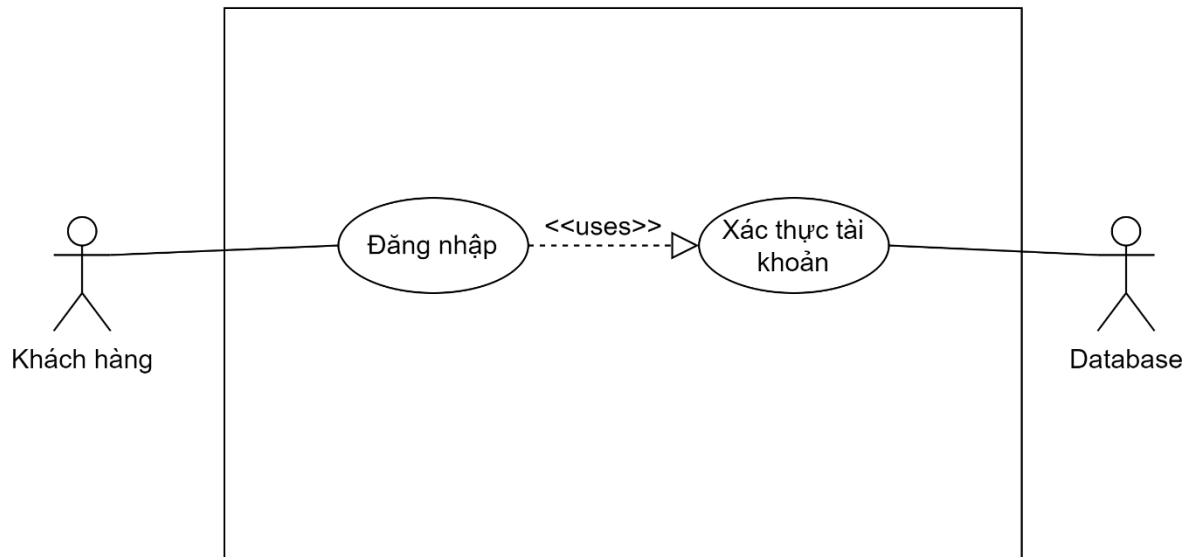 Khách hàng
Đăng nhập
<<uses>>
Xác thực tài
khoản
Database